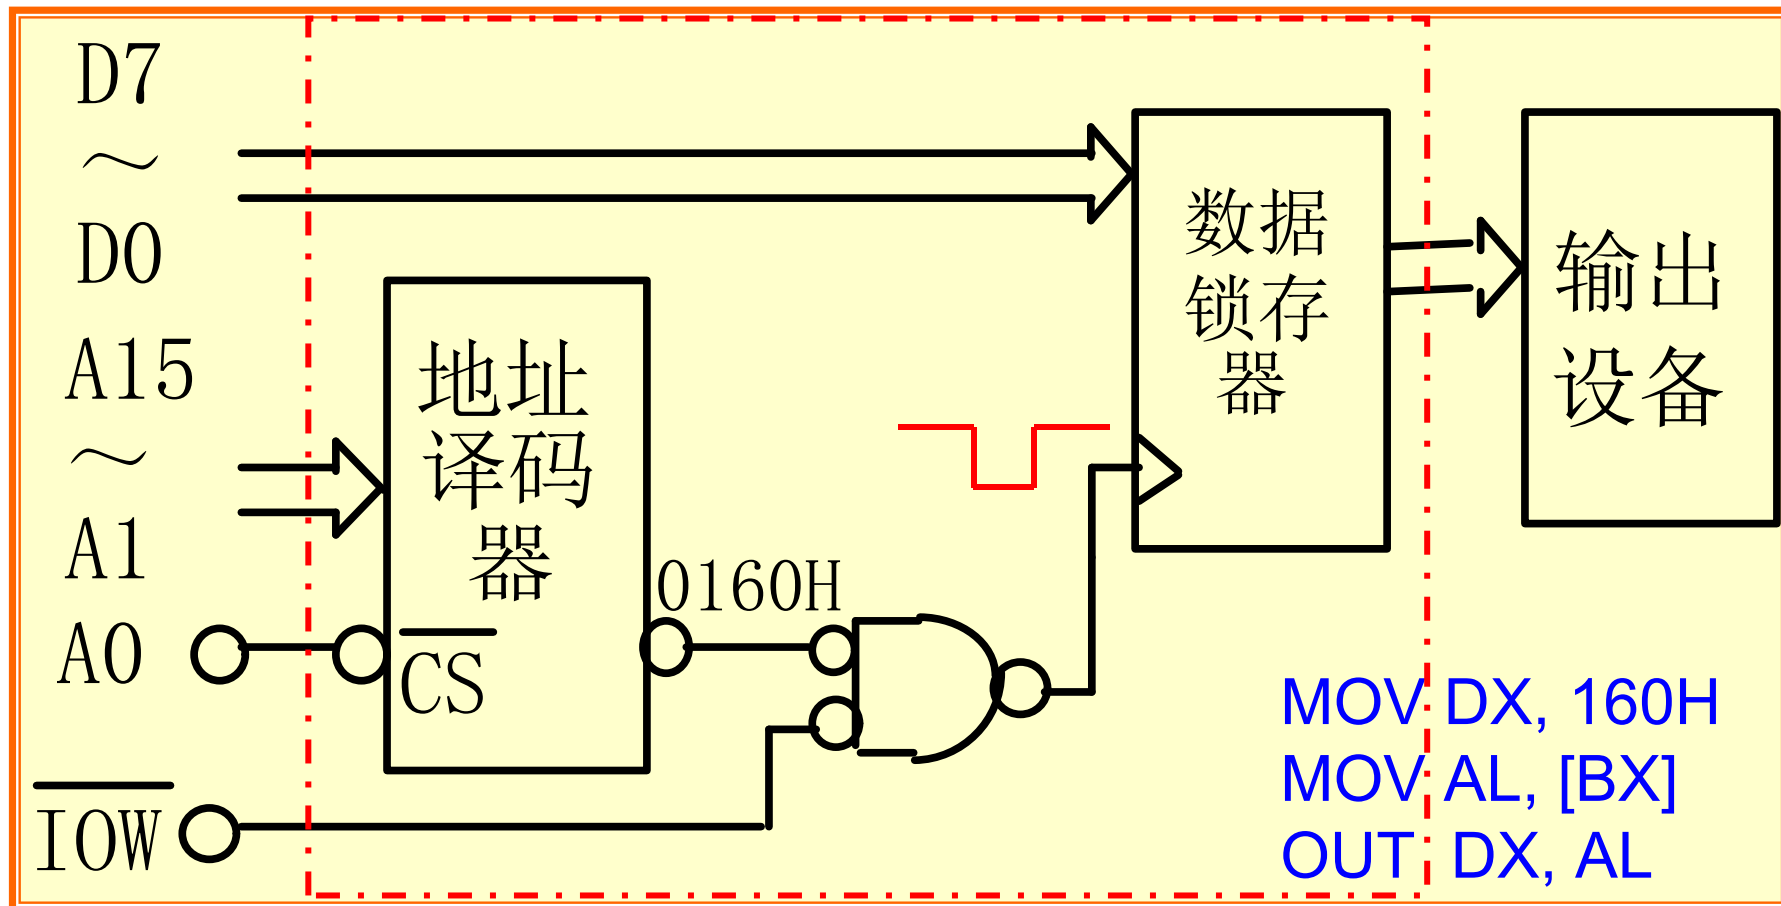 D7
～
D0
A15
～
A1
A0
IOW
地址
译码
器
CS
0160H
数据
锁存
器
输出
设备
MOV DX, 160H
MOV AL, [BX]
OUT DX, AL